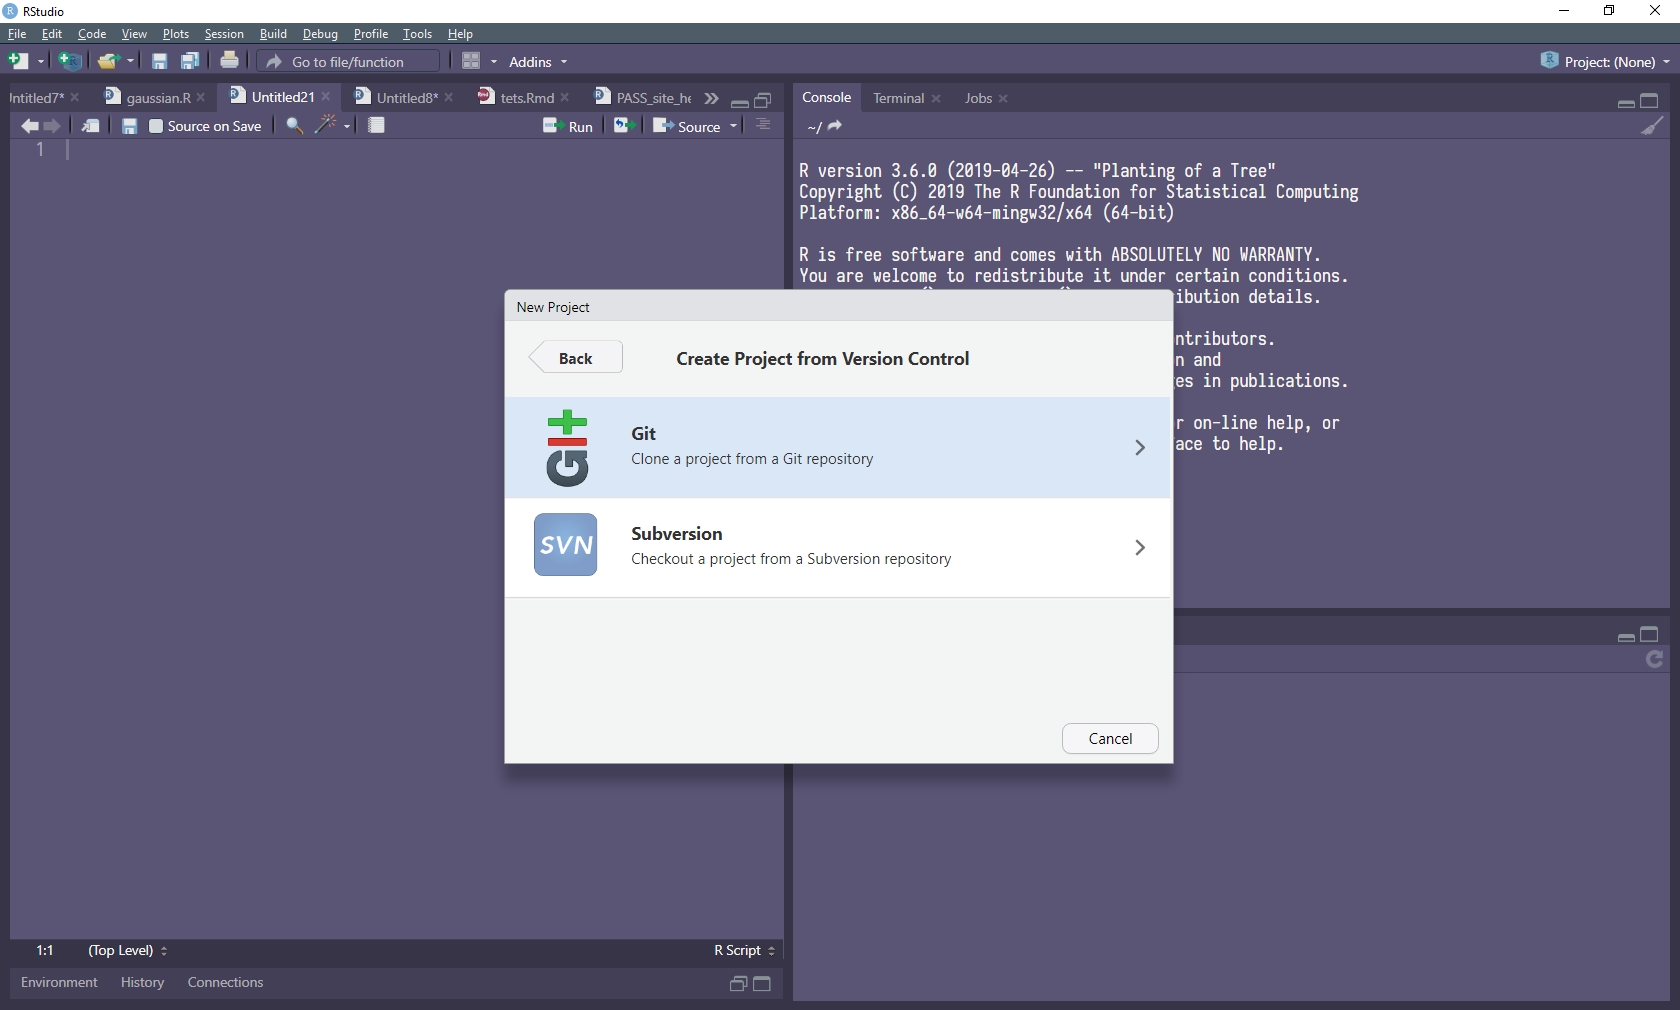 RStudio
File Edit Code View Plots Session Build Debug Profile Tools Help
Go to file/function Addins Project: (None)
ntitled7* gaussian.R Untitled21 Untitled8* tets.Rmd PASS_site_he
Source on Save Run Source
1
1:1 (Top Level) R Script
Environment History Connections
Console Terminal Jobs
~/
R version 3.6.0 (2019-04-26) -- "Planting of a Tree"
Copyright (C) 2019 The R Foundation for Statistical Computing
Platform: x86_64-w64-mingw32/x64 (64-bit)
R is free software and comes with ABSOLUTELY NO WARRANTY.
You are welcome to redistribute it under certain conditions.
ibution details.
ntributors.
n and
es in publications.
r on-line help, or
ace to help.
New Project
Back Create Project from Version Control
Git
Git
Clone a project from a Git repository
SVN
Subversion
Checkout a project from a Subversion repository
Cancel